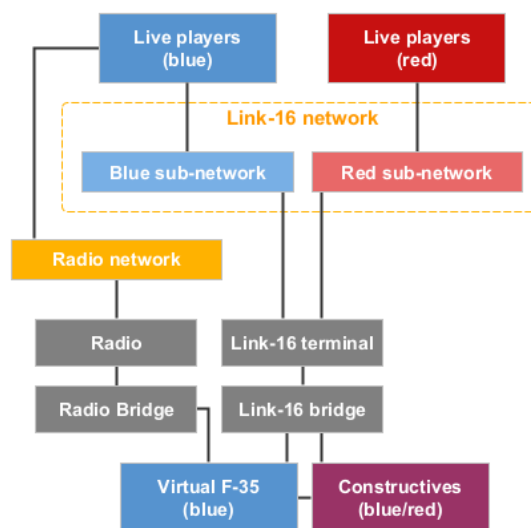 Live players
(blue)
Live players
(red)
Link-16 network
Blue sub-network
Red sub-network
Radio network
Radio
Link-16 terminal
Radio Bridge
Link-16 bridge
Virtual F-35
(blue)
Constructives
(blue/red)